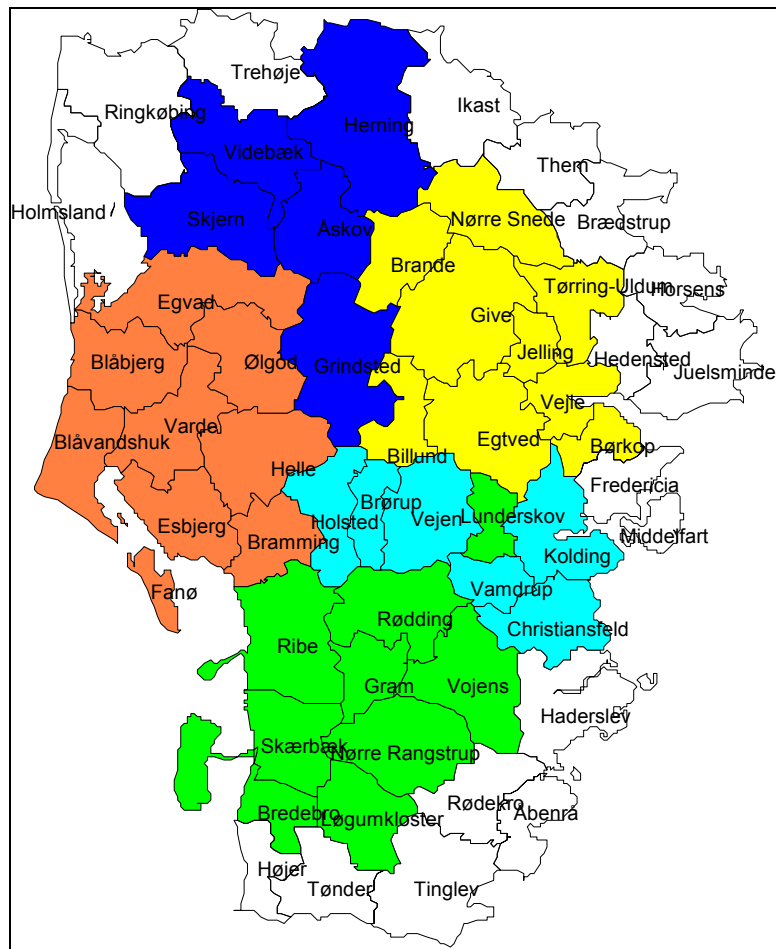 Trehøje
Ringkøbing
Ikast
Herning
Videbæk
Them
Holmsland
Skjern
Åskov
Nørre Snede
Brædstrup
Brande
Egvad
Tørring-Uldum
Horsens
Give
Blåbjerg
Ølgod
Grindsted
Jelling
Hedensted
Juelsminde
Vejle
Blåvandshuk
Varde
Egtved
Børkop
Billund
Helle
Brørup
Fredericia
Esbjerg
Holsted
Vejen
Lunderskov
Middelfart
Bramming
Kolding
Fanø
Vamdrup
Rødding
Christiansfeld
Ribe
Gram
Vojens
Haderslev
Skærbæk
Nørre Rangstrup
Bredebro
Løgumkloster
Rødekro
Åbenrå
Højer
Tønder
Tinglev